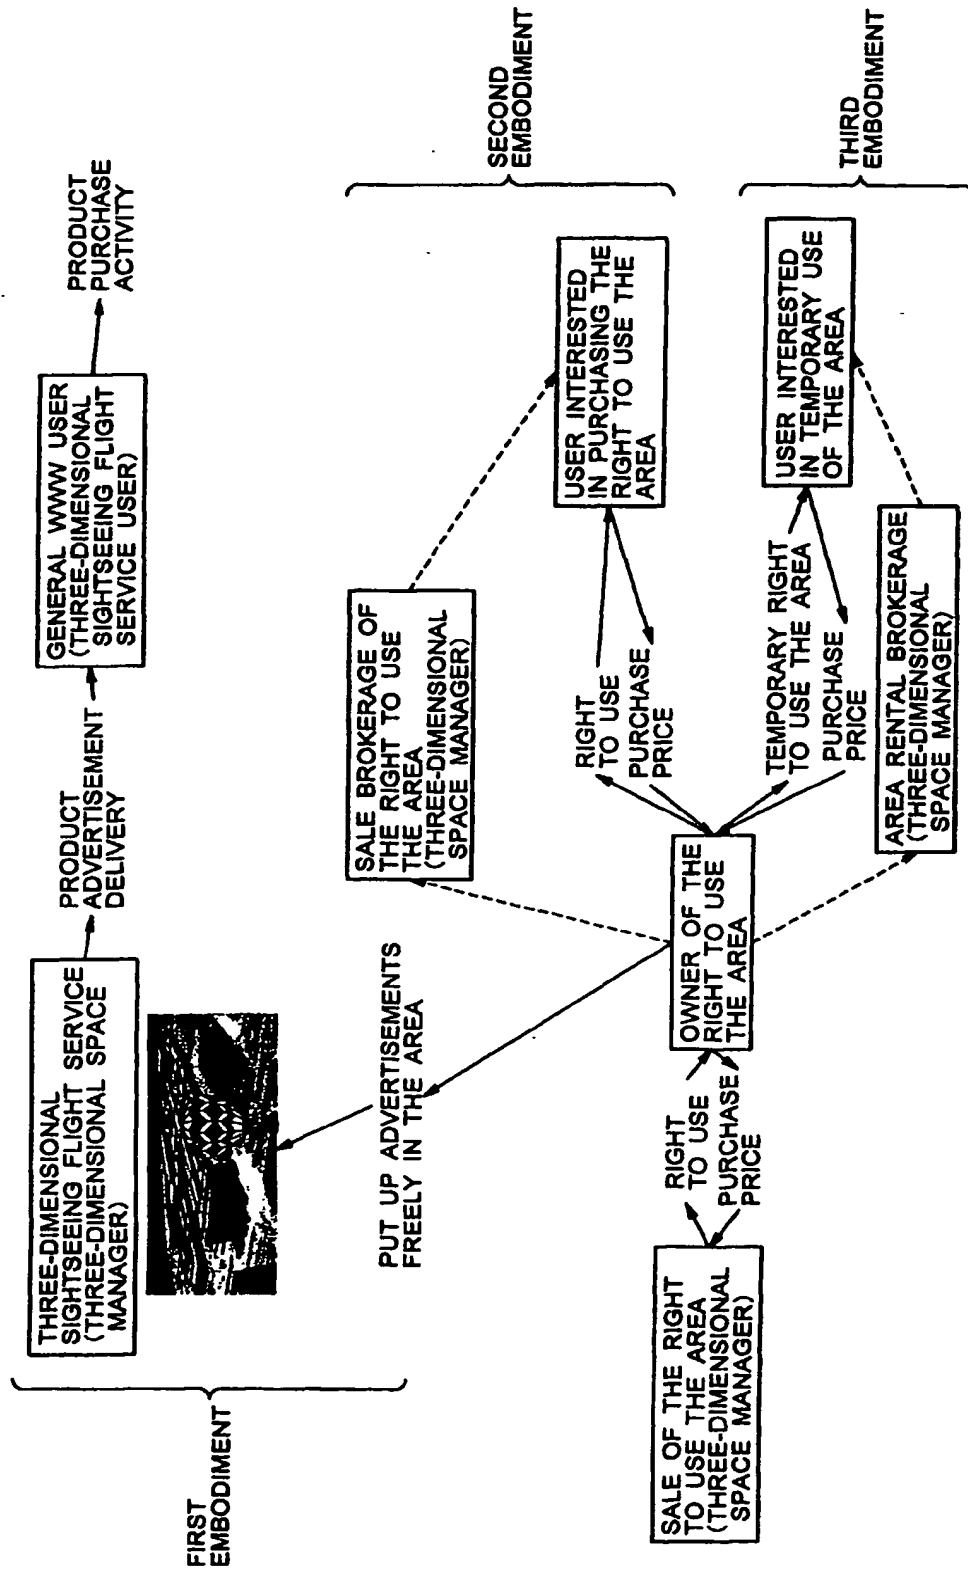 FIRST
EMBODIMENT
THREE-DIMENSIONAL
SIGHTSEEING FLIGHT SERVICE
(THREE-DIMENSIONAL SPACE
MANAGER)
PRODUCT
ADVERTISEMENT
DELIVERY
GENERAL WWW USER
(THREE-DIMENSIONAL
SIGHTSEEING FLIGHT
SERVICE USER)
PRODUCT
PURCHASE
ACTIVITY
PUT UP ADVERTISEMENTS
FREELY IN THE AREA
SALE BROKERAGE OF
THE RIGHT TO USE
THE AREA
(THREE-DIMENSIONAL
SPACE MANAGER)
SECOND
EMBODIMENT
RIGHT
TO USE
PURCHASE
PRICE
USER INTERESTED
IN PURCHASING THE
RIGHT TO USE THE
AREA
SALE OF THE RIGHT
TO USE THE AREA
(THREE-DIMENSIONAL
SPACE MANAGER)
RIGHT
TO USE
PURCHASE
PRICE
OWNER OF THE
RIGHT TO USE
THE AREA
TEMPORARY RIGHT
TO USE THE AREA
PURCHASE
PRICE
USER INTERESTED
IN TEMPORARY USE
OF THE AREA
THIRD
EMBODIMENT
AREA RENTAL BROKERAGE
(THREE-DIMENSIONAL
SPACE MANAGER)